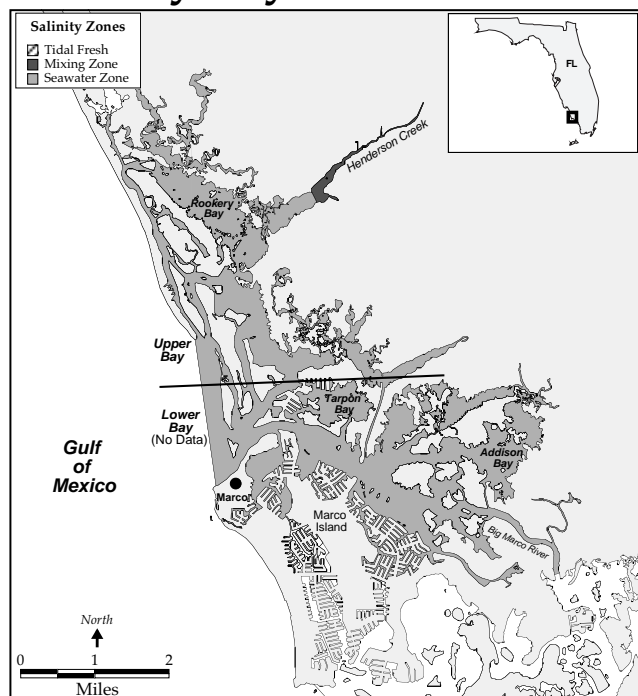 Salinity Zones
Tidal Fresh
Mixing Zone
Seawater Zone
FL
Henderson Creek
Rookery
Bay
Upper
Bay
Lower
Bay
(No Data)
Tarpon
Bay
Addison
Bay
Gulf
of
Mexico
Marco
Marco
Island
Big Marco River
North
0 1 2
Miles